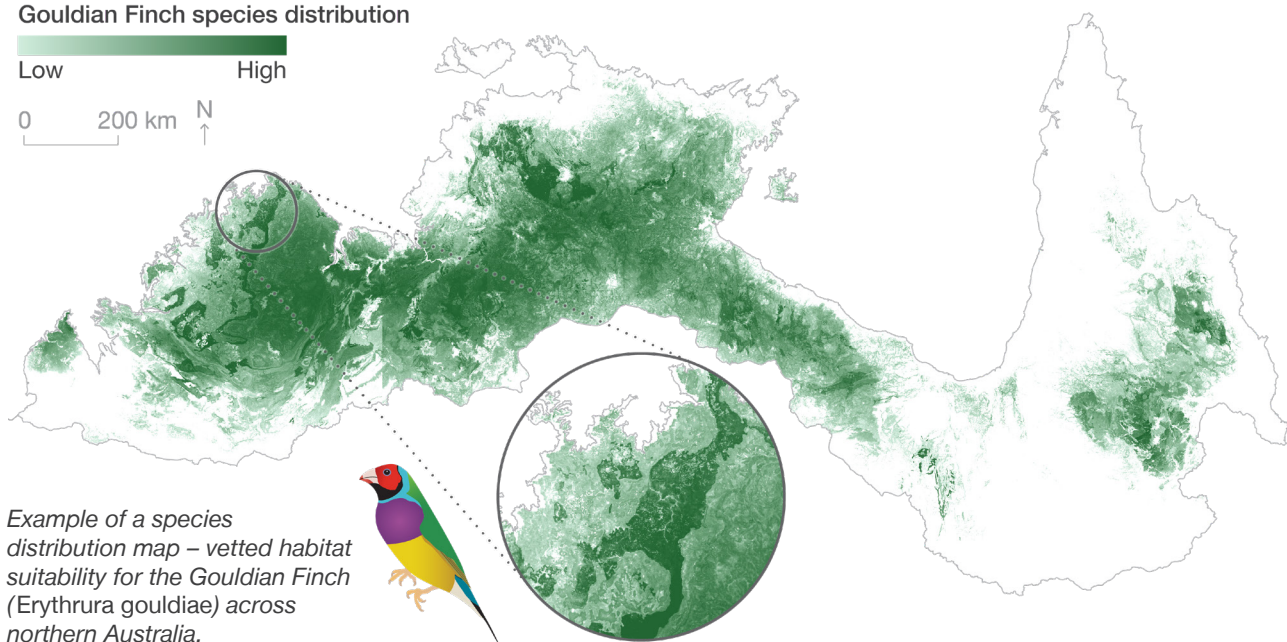 Gouldian Finch species distribution
Low High
0 200 km N
Example of a species
distribution map – vetted habitat
suitability for the Gouldian Finch
(Erythrura gouldiae) across
northern Australia.